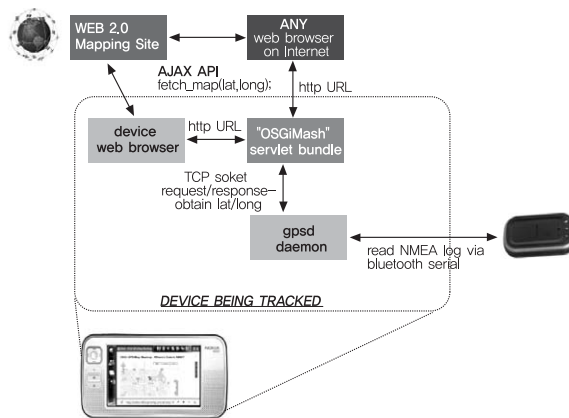 WEB 2,0
Mapping Site
ANY
web browser
on Internet
AJAX API
fetch_map(lat,long);
http URL
device
web browser
http URL
"OSGiMash"
servlet bundle
TCP soket
request/response-
obtain lat/long
gpsd
daemon
read NMEA log via
bluetooth serial
DEVICE BEING TRACKED
NOKIA